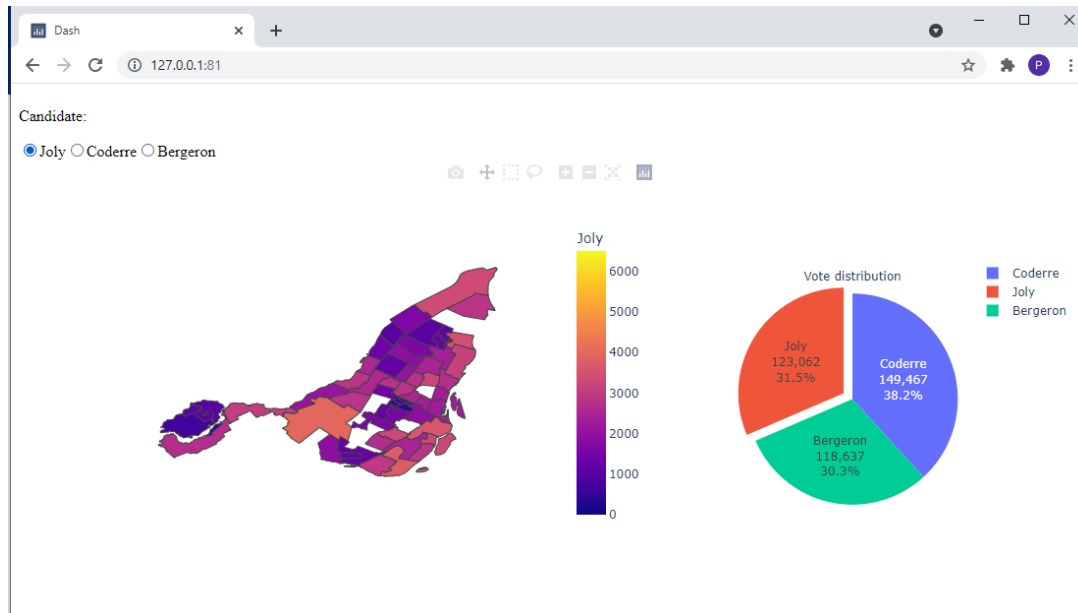 Dash
127.0.0.1:81
P
Candidate:
Joly Coderre Bergeron
Joly
6000
5000
4000
3000
2000
1000
0
Vote distribution
Joly
123,062
31.5%
Coderre
149,467
38.2%
Bergeron
118,637
30.3%
Coderre
Joly
Bergeron